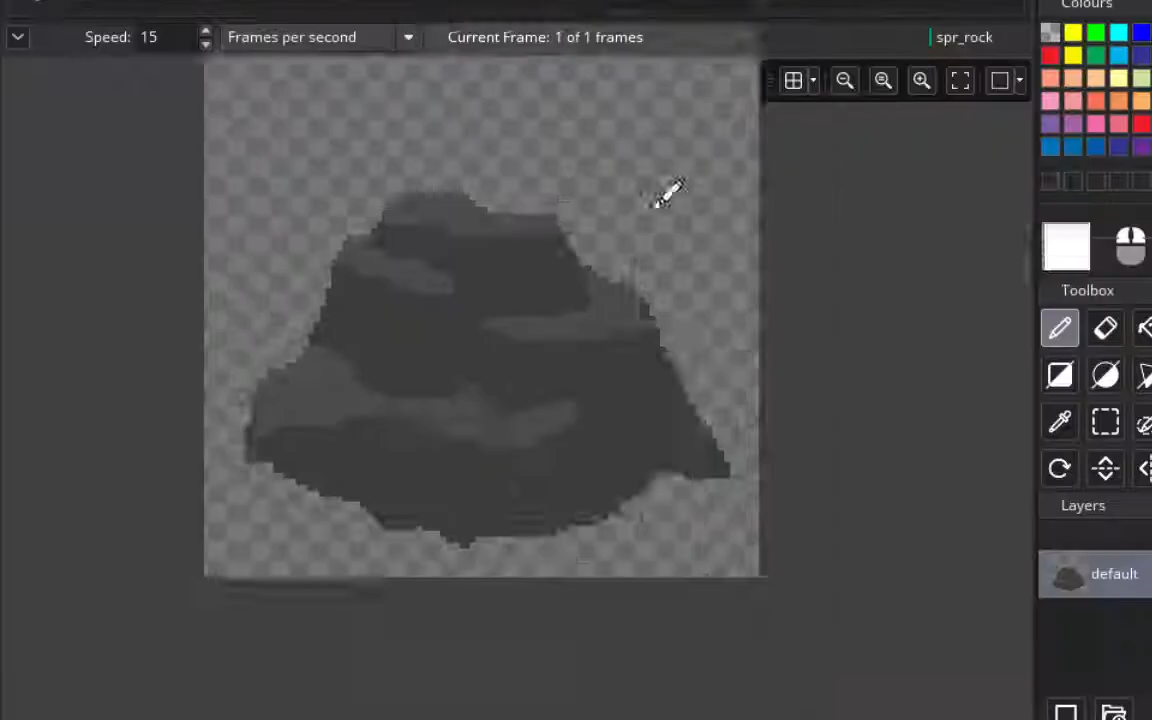 Colours
Speed: 15
Frames per second
Current Frame: 1 of 1 frames
spr_rock
Toolbox
Layers
default